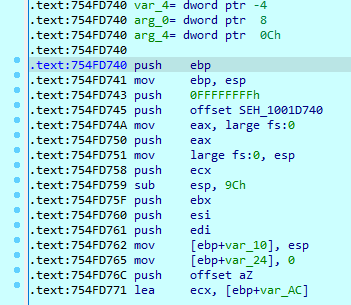 .text:754FD740 var_4= dword ptr -4
.text:754FD740 arg_0= dword ptr  8
.text:754FD740 arg_4= dword ptr  0Ch
.text:754FD740
.text:754FD740 push    ebp
.text:754FD741 mov     ebp, esp
.text:754FD743 push    0FFFFFFFFh
.text:754FD745 push    offset SEH_1001D740
.text:754FD74A mov     eax, large fs:0
.text:754FD750 push    eax
.text:754FD751 mov     large fs:0, esp
.text:754FD758 push    ecx
.text:754FD759 sub     esp, 9Ch
.text:754FD75F push    ebx
.text:754FD760 push    esi
.text:754FD761 push    edi
.text:754FD762 mov     [ebp+var_10], esp
.text:754FD765 mov     [ebp+var_24], 0
.text:754FD76C push    offset aZ
.text:754FD771 lea     ecx, [ebp+var_AC]